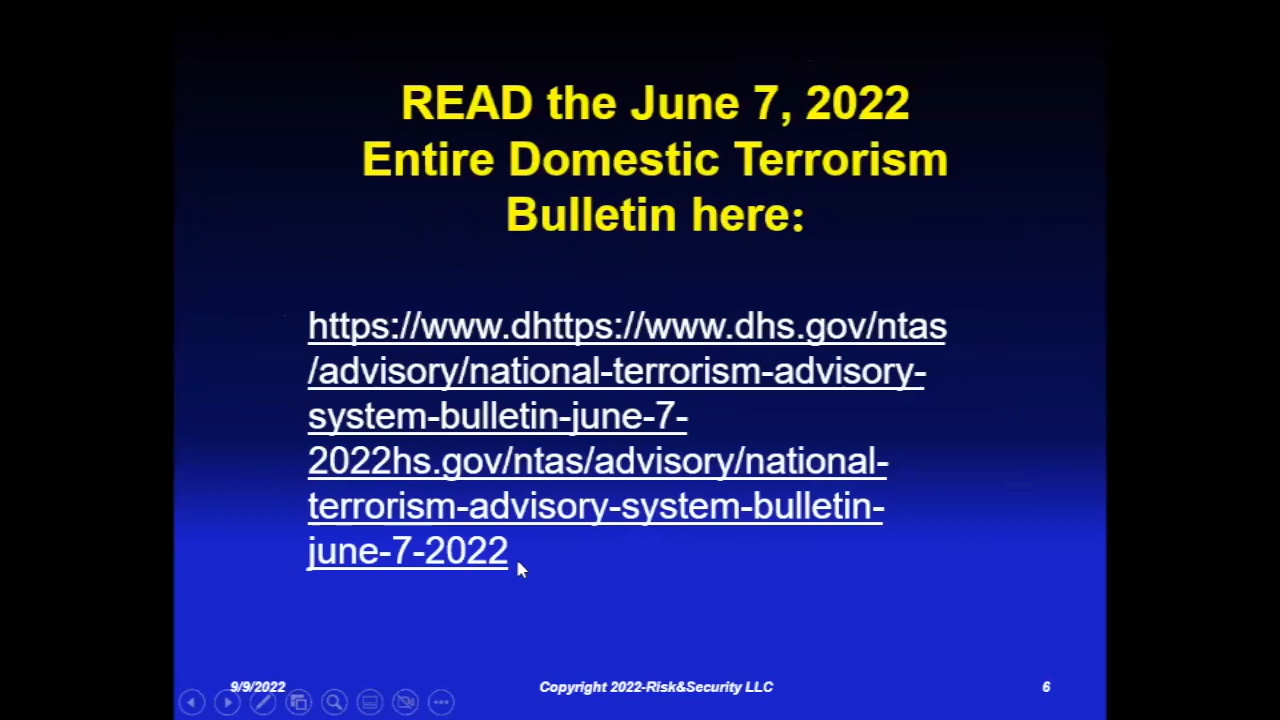 READ the June 7, 2022
Entire Domestic Terrorism
Bulletin here:
https://www.dhttps://www.dhs.gov/ntas
/advisory/national-terrorism-advisory-
system-bulletin-june-7-
2022hs.gov/ntas/advisory/national-
terrorism-advisory-system-bulletin-
june-7-2022
9/9/2022
Copyright 2022-Risk&Security LLC
6